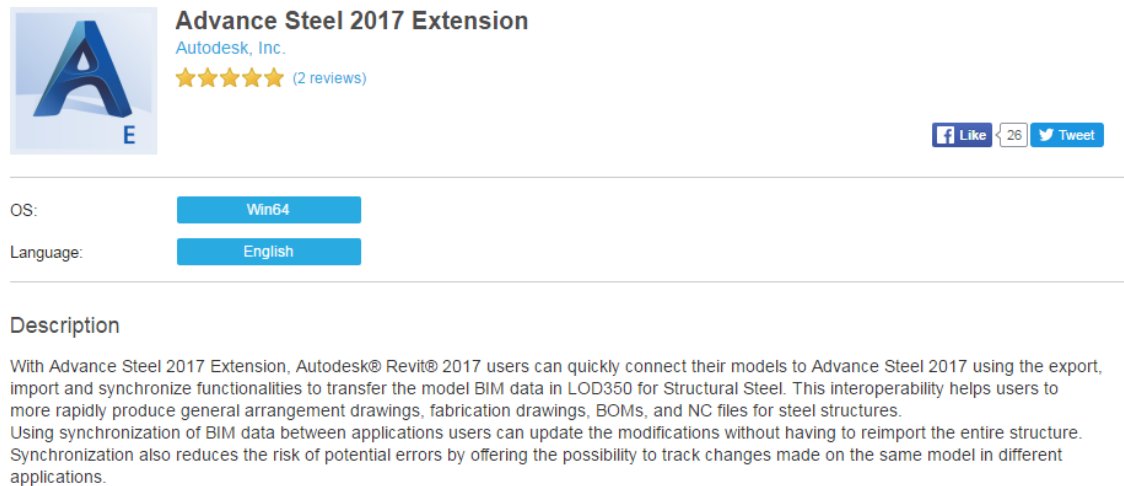 Advance Steel 2017 Extension
Autodesk, Inc.
(2 reviews)
E
Like
26
Tweet
OS:
Win64
Language:
English
Description
With Advance Steel 2017 Extension, Autodesk® Revit® 2017 users can quickly connect their models to Advance Steel 2017 using the export,
import and synchronize functionalities to transfer the model BIM data in LOD350 for Structural Steel. This interoperability helps users to
more rapidly produce general arrangement drawings, fabrication drawings, BOMs, and NC files for steel structures.
Using synchronization of BIM data between applications users can update the modifications without having to reimport the entire structure.
Synchronization also reduces the risk of potential errors by offering the possibility to track changes made on the same model in different
applications.